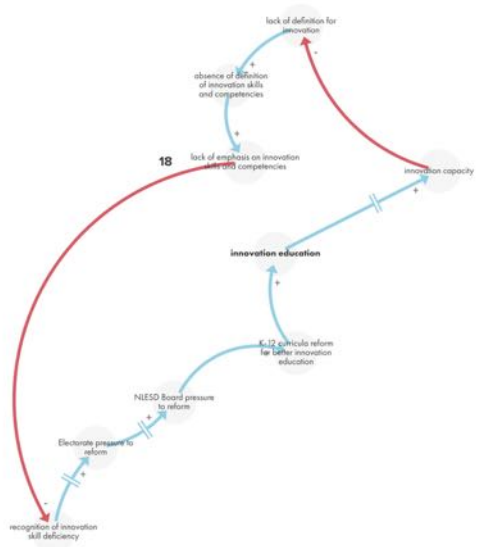 lack of definition for
innovation
-
+
absence of definition
of innovation skills
and competencies
+
18
lack of emphasis on innovation
skills and competencies
innovation capacity
+
innovation education
+
K-12 curricula reform
for better innovation
education
NLESD Board pressure
to reform
+
Electorate pressure to
reform
+
-
recognition of innovation
skill deficiency